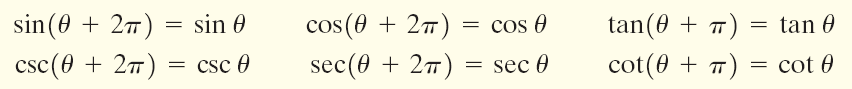 sin(θ + 2π) = sin θ cos(θ + 2π) = cos θ tan(θ + π) = tan θ
csc(θ + 2π) = csc θ sec(θ + 2π) = sec θ cot(θ + π) = cot θ